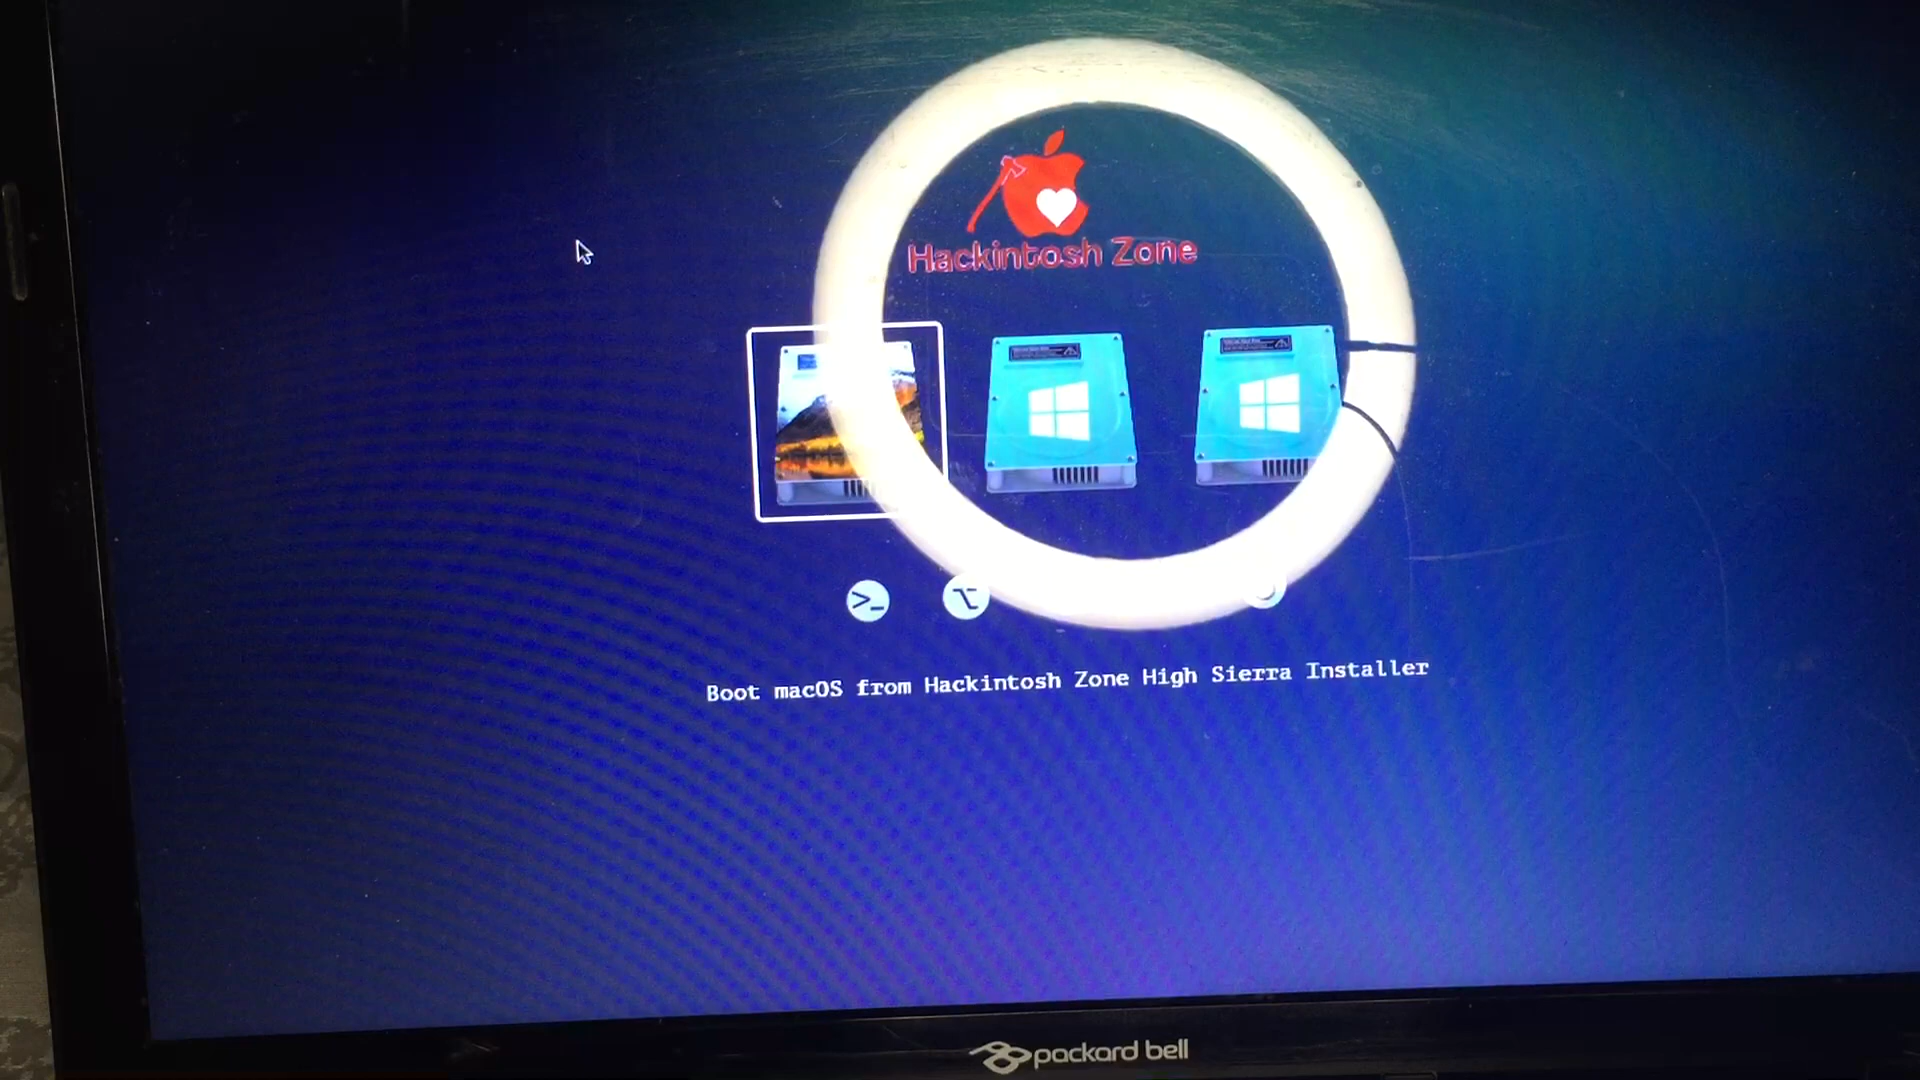 Hackintosh Zone
>_
Boot macOS from Hackintosh Zone High Sierra Installer
packard bell